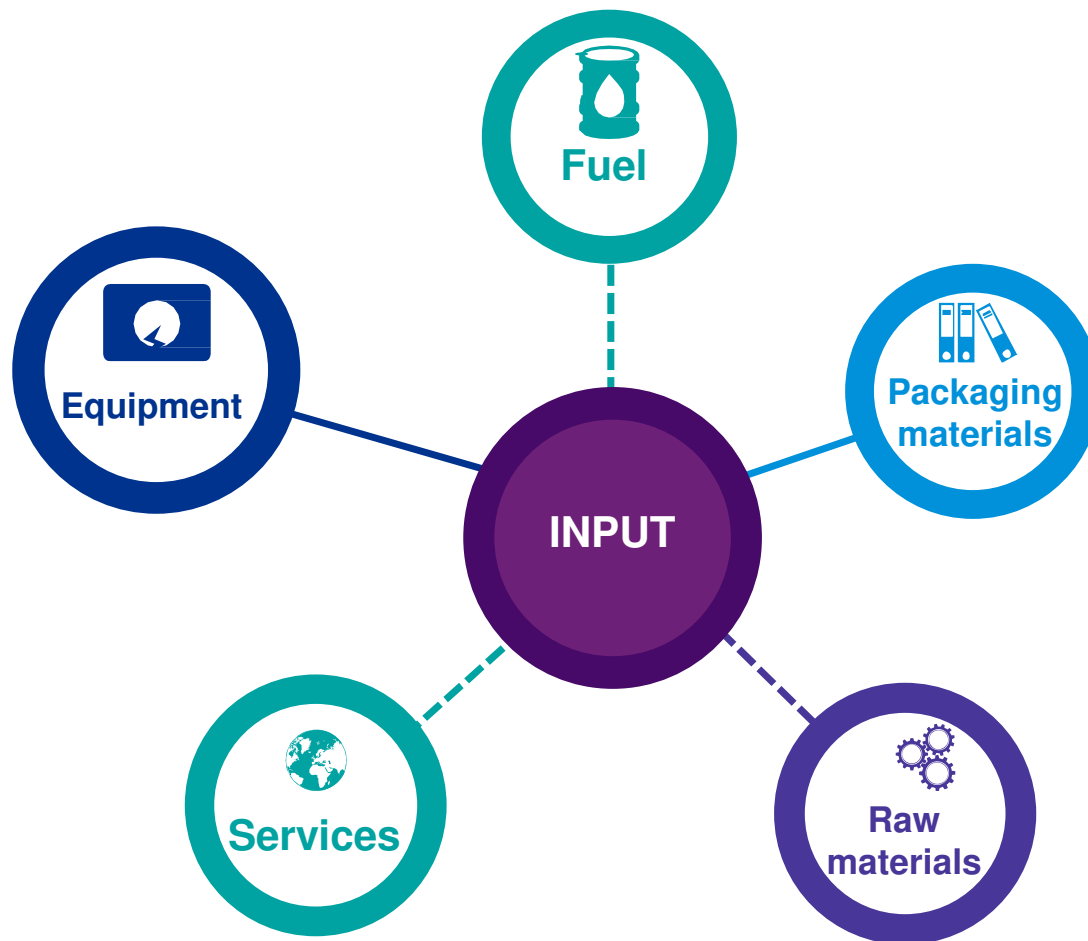 Fuel
Equipment
Packaging
materials
INPUT
Services
Raw
materials